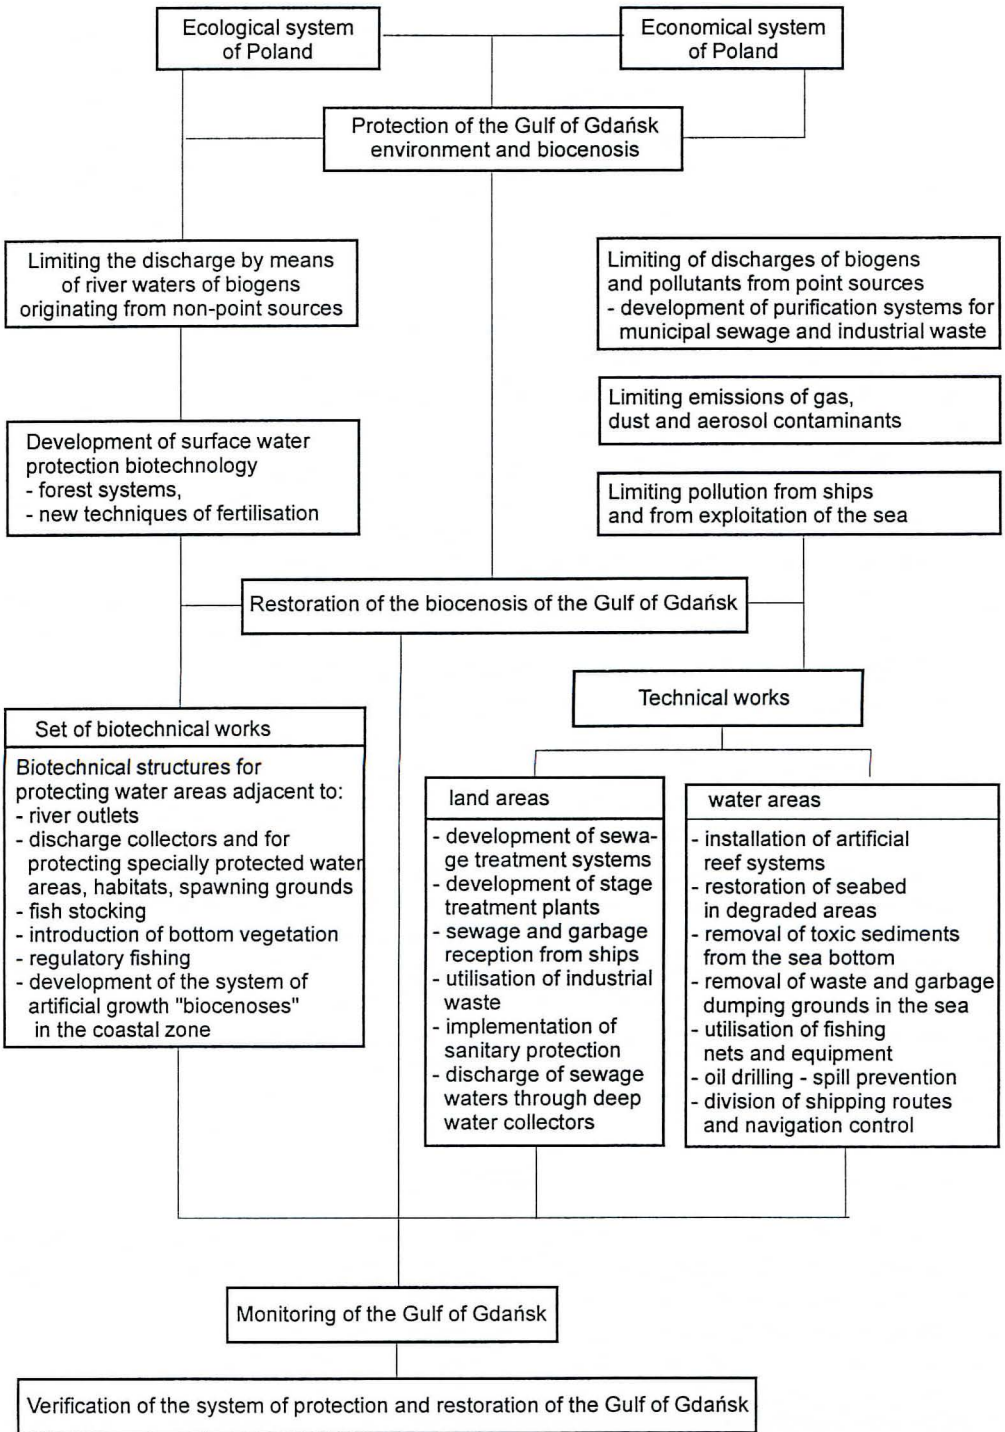 Ecological system
of Poland
Economical system
of Poland
Protection of the Gulf of Gdańsk
environment and biocenosis
Limiting the discharge by means
of river waters of biogens
originating from non-point sources
Limiting of discharges of biogens
and pollutants from point sources
- development of purification systems for
municipal sewage and industrial waste
Limiting emissions of gas,
dust and aerosol contaminants
Development of surface water
protection biotechnology
- forest systems,
- new techniques of fertilisation
Limiting pollution from ships
and from exploitation of the sea
Restoration of the biocenosis of the Gulf of Gdańsk
Technical works
Set of biotechnical works
Biotechnical structures for
protecting water areas adjacent to:
- river outlets
- discharge collectors and for
protecting specially protected water
areas, habitats, spawning grounds
- fish stocking
- introduction of bottom vegetation
- regulatory fishing
- development of the system of
artificial growth "biocenoses"
in the coastal zone
land areas
- development of sewa-
ge treatment systems
- development of stage
treatment plants
- sewage and garbage
reception from ships
- utilisation of industrial
waste
- implementation of
sanitary protection
- discharge of sewage
waters through deep
water collectors
water areas
- installation of artificial
reef systems
- restoration of seabed
in degraded areas
- removal of toxic sediments
from the sea bottom
- removal of waste and garbage
dumping grounds in the sea
- utilisation of fishing
nets and equipment
- oil drilling - spill prevention
- division of shipping routes
and navigation control
Monitoring of the Gulf of Gdańsk
Verification of the system of protection and restoration of the Gulf of Gdańsk